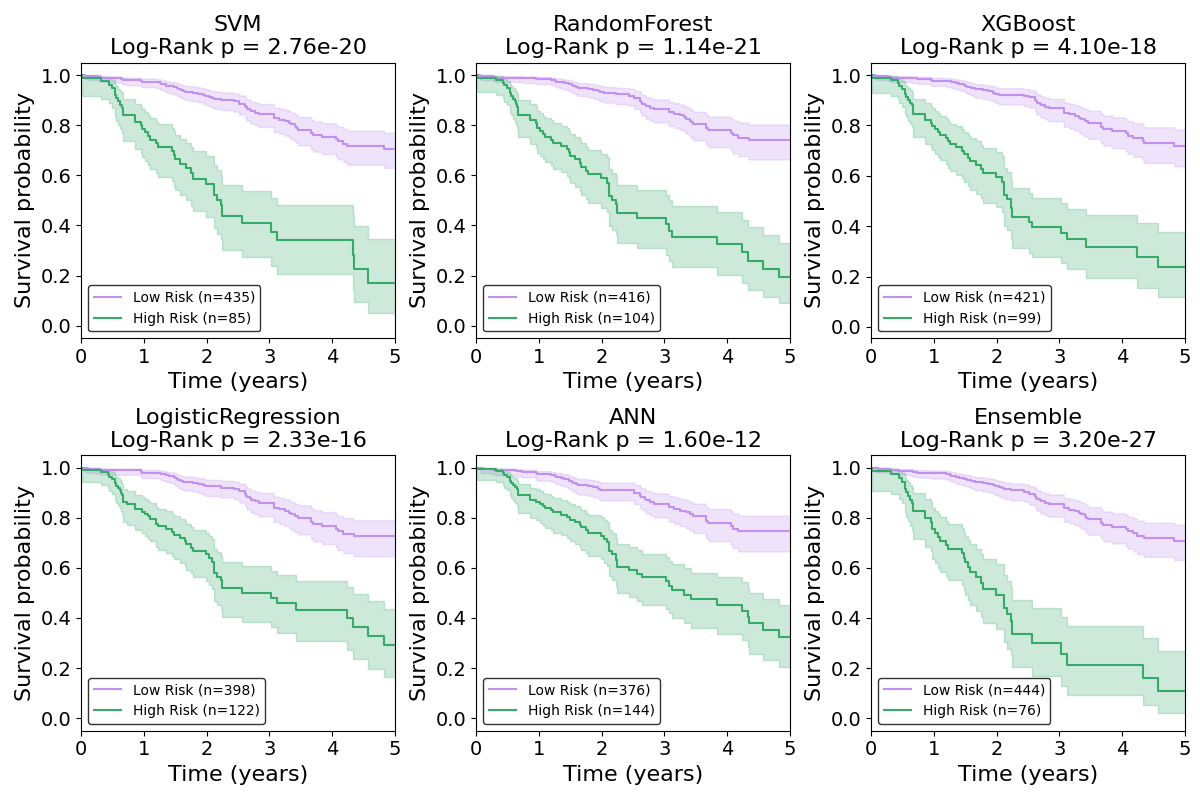 SVM
Log-Rank p = 2.76e-20
Survival probability
1.0
0.8
0.6
0.4
0.2
0.0
Low Risk (n=435)
High Risk (n=85)
0 1 2 3 4 5
Time (years)
RandomForest
Log-Rank p = 1.14e-21
Survival probability
1.0
0.8
0.6
0.4
0.2
0.0
Low Risk (n=416)
High Risk (n=104)
0 1 2 3 4 5
Time (years)
XGBoost
Log-Rank p = 4.10e-18
Survival probability
1.0
0.8
0.6
0.4
0.2
0.0
Low Risk (n=421)
High Risk (n=99)
0 1 2 3 4 5
Time (years)
LogisticRegression
Log-Rank p = 2.33e-16
Survival probability
1.0
0.8
0.6
0.4
0.2
0.0
Low Risk (n=398)
High Risk (n=122)
0 1 2 3 4 5
Time (years)
ANN
Log-Rank p = 1.60e-12
Survival probability
1.0
0.8
0.6
0.4
0.2
0.0
Low Risk (n=376)
High Risk (n=144)
0 1 2 3 4 5
Time (years)
Ensemble
Log-Rank p = 3.20e-27
Survival probability
1.0
0.8
0.6
0.4
0.2
0.0
Low Risk (n=444)
High Risk (n=76)
0 1 2 3 4 5
Time (years)